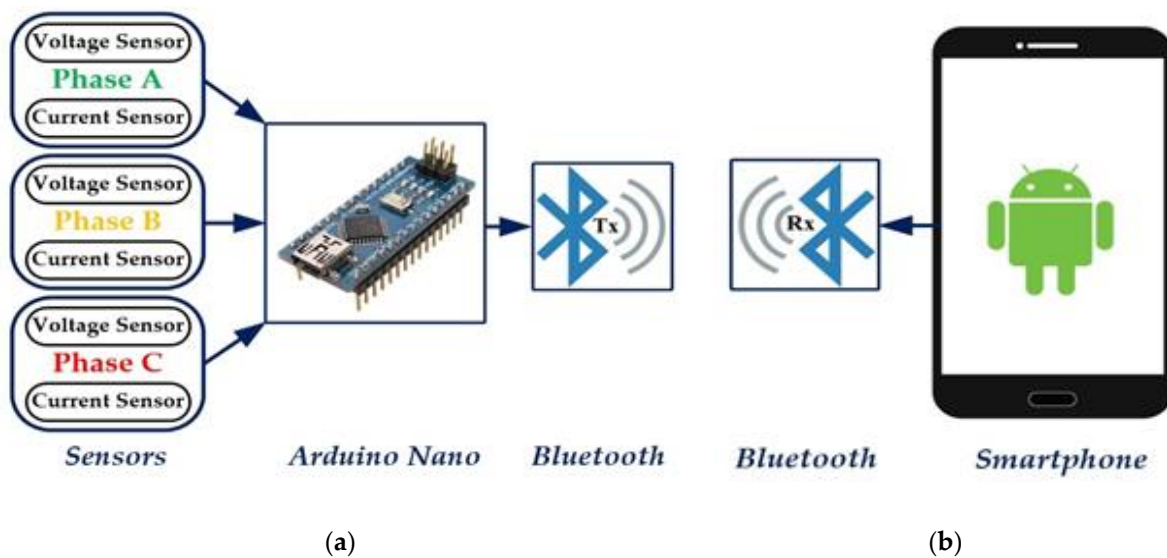 Voltage Sensor
Phase A
Current Sensor
Voltage Sensor
Phase B
Current Sensor
Voltage Sensor
Phase C
Current Sensor
Tx
Rx
Sensors
Arduino Nano
Bluetooth
Bluetooth
Smartphone
(a)
(b)